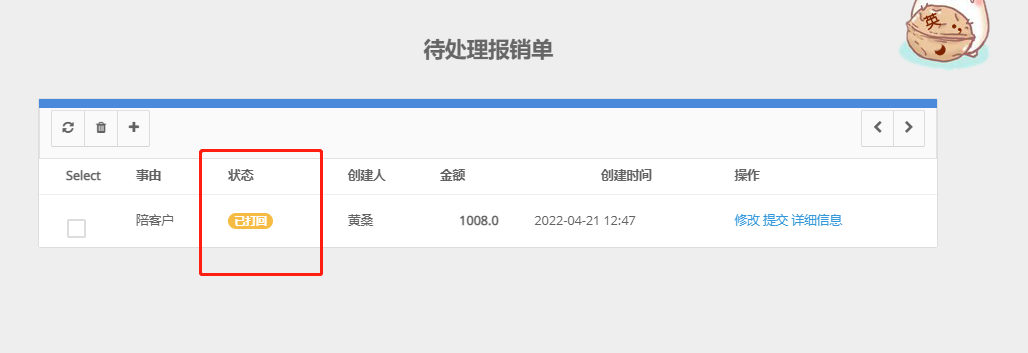 英
待处理报销单
Select 事由 状态 创建人 金额 创建时间 操作
陪客户 已打回 黄桑 1008.0 2022-04-21 12:47 修改 提交 详细信息